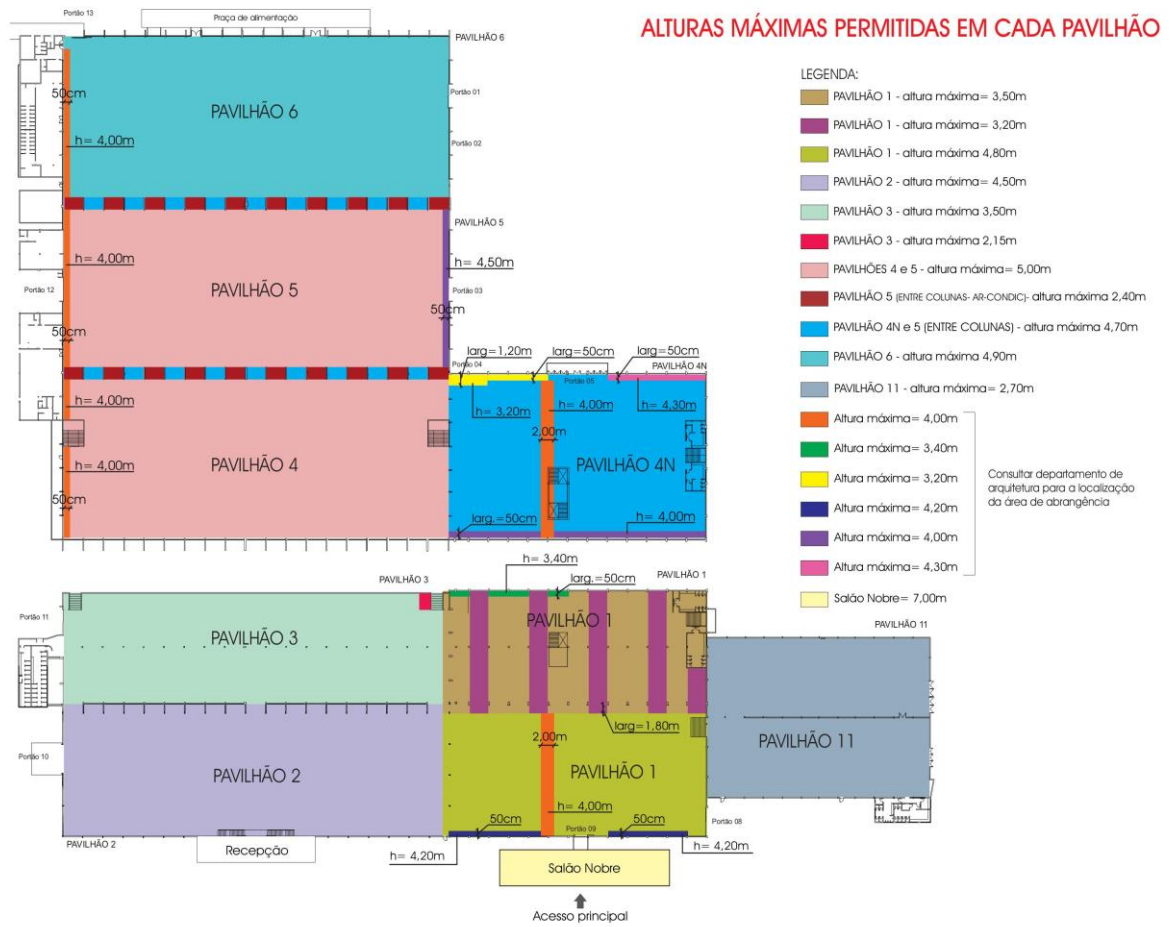 ALTURAS MÁXIMAS PERMITIDAS EM CADA PAVILHÃO
Portão 13
Praça de alimentação
PAVILHÃO 6
50cm
PAVILHÃO 6
Portão 01
h= 4,00m
Portão 02
PAVILHÃO 5
h= 4,00m
h= 4,50m
Portão 12
PAVILHÃO 5
Portão 03
50cm
50cm
larg=1,20m
larg=50cm
larg=50cm
Portão 04
PAVILHÃO 4N
Portão 05
h= 4,00m
h= 3,20m
h= 4,00m
h= 4,30m
2,00m
h= 4,00m
PAVILHÃO 4
PAVILHÃO 4N
50cm
larg.=50cm
h= 4,00m
h= 3,40m
PAVILHÃO 3
larg.=50cm
PAVILHÃO 1
Portão 11
PAVILHÃO 1
PAVILHÃO 11
PAVILHÃO 3
larg=1,80m
2,00m
PAVILHÃO 11
Portão 10
PAVILHÃO 2
PAVILHÃO 1
h= 4,00m
50cm
50cm
Portão 09
Portão 08
PAVILHÃO 2
Recepção
h= 4,20m
h= 4,20m
Salão Nobre
Acesso principal
LEGENDA:
PAVILHÃO 1 - altura máxima= 3,50m
PAVILHÃO 1 - altura máxima= 3,20m
PAVILHÃO 1 - altura máxima 4,80m
PAVILHÃO 2 - altura máxima= 4,50m
PAVILHÃO 3 - altura máxima= 3,50m
PAVILHÃO 3 - altura máxima 2,15m
PAVILHÕES 4 e 5 - altura máxima= 5,00m
PAVILHÃO 5 (ENTRE COLUNAS- AR-CONDIC)- altura máxima 2,40m
PAVILHÃO 4N e 5 (ENTRE COLUNAS) - altura máxima 4,70m
PAVILHÃO 6 - altura máxima 4,90m
PAVILHÃO 11 - altura máxima= 2,70m
Altura máxima= 4,00m
Altura máxima= 3,40m
Altura máxima= 3,20m
Altura máxima= 4,20m
Altura máxima= 4,00m
Altura máxima= 4,30m
Consultar departamento de
arquitetura para a localização
da área de abrangência
Salão Nobre= 7,00m